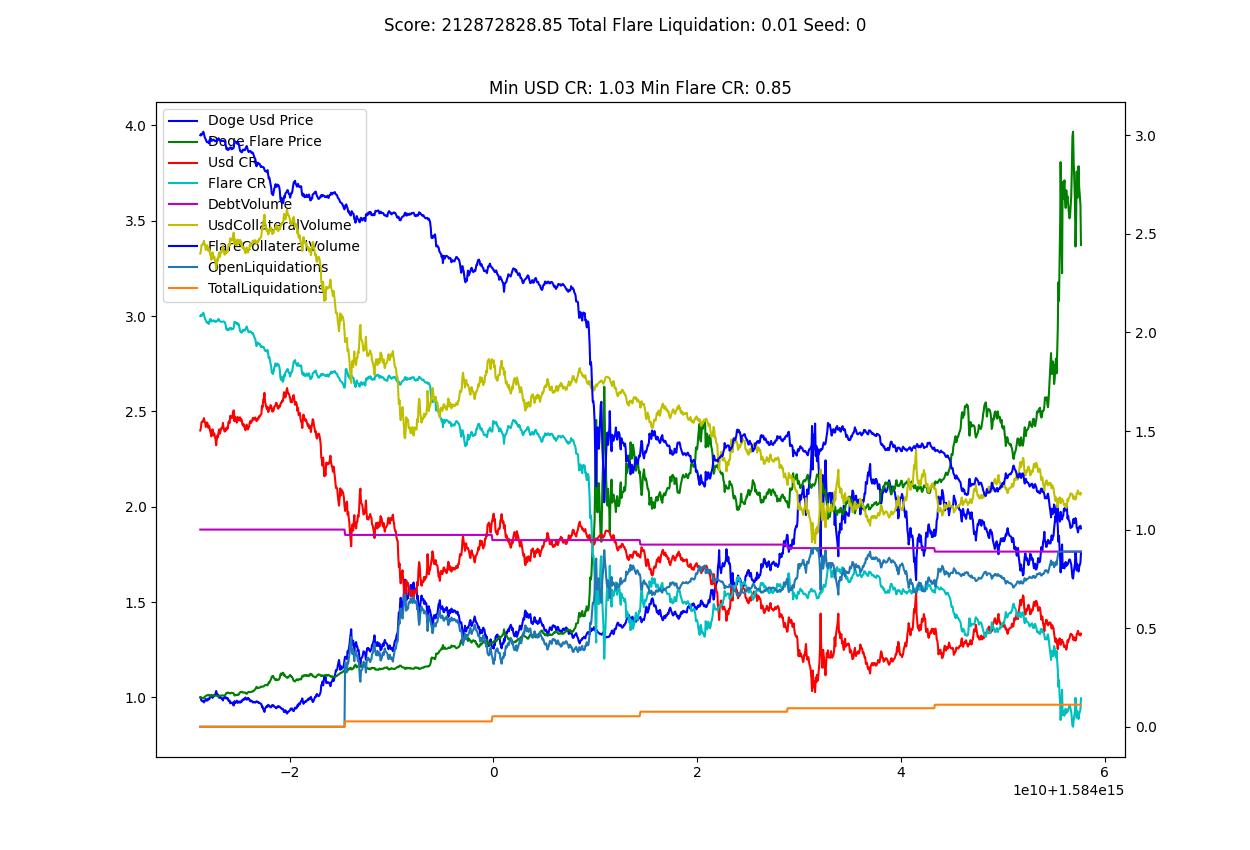 Score: 212872828.85 Total Flare Liquidation: 0.01 Seed: 0
Min USD CR: 1.03 Min Flare CR: 0.85
Doge Usd Price
Doge Flare Price
Usd CR
Flare CR
DebtVolume
UsdCollateralVolume
FlareCollateralVolume
OpenLiquidations
TotalLiquidations
4.0
3.5
3.0
2.5
2.0
1.5
1.0
3.0
2.5
2.0
1.5
1.0
0.5
0.0
−2
0
2
4
6
1e10+1.584e15